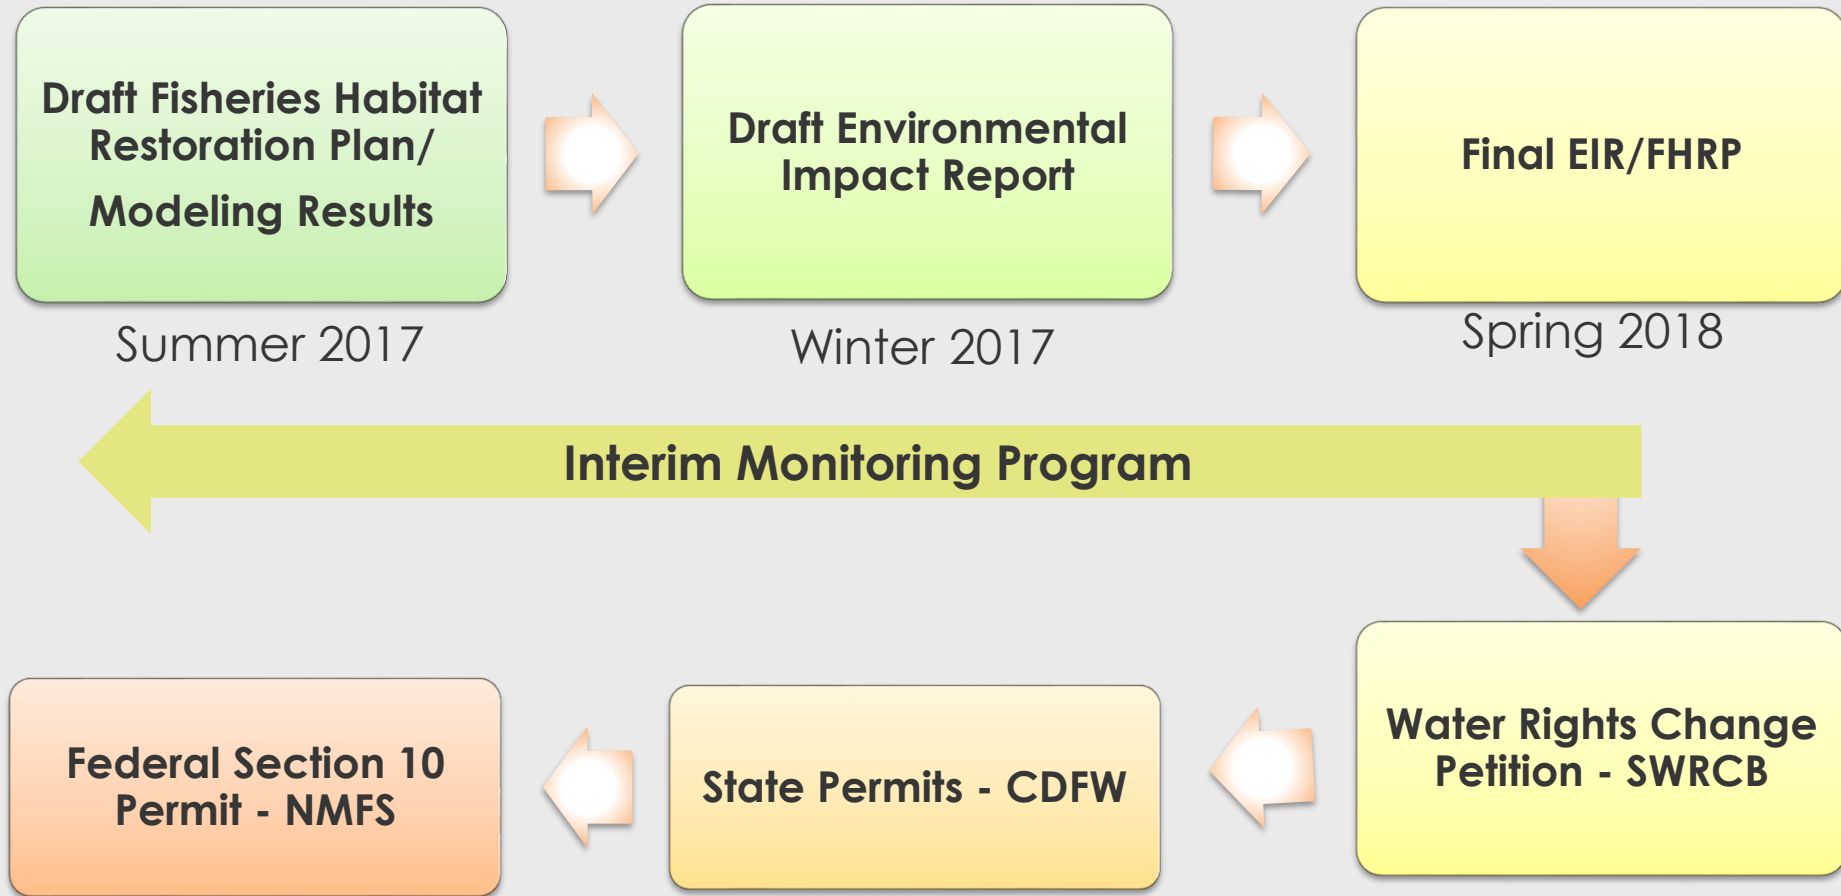 Draft Fisheries Habitat
Restoration Plan/
Modeling Results
Draft Environmental
Impact Report
Final EIR/FHRP
Summer 2017
Winter 2017
Spring 2018
Interim Monitoring Program
Water Rights Change
Petition - SWRCB
State Permits - CDFW
Federal Section 10
Permit - NMFS